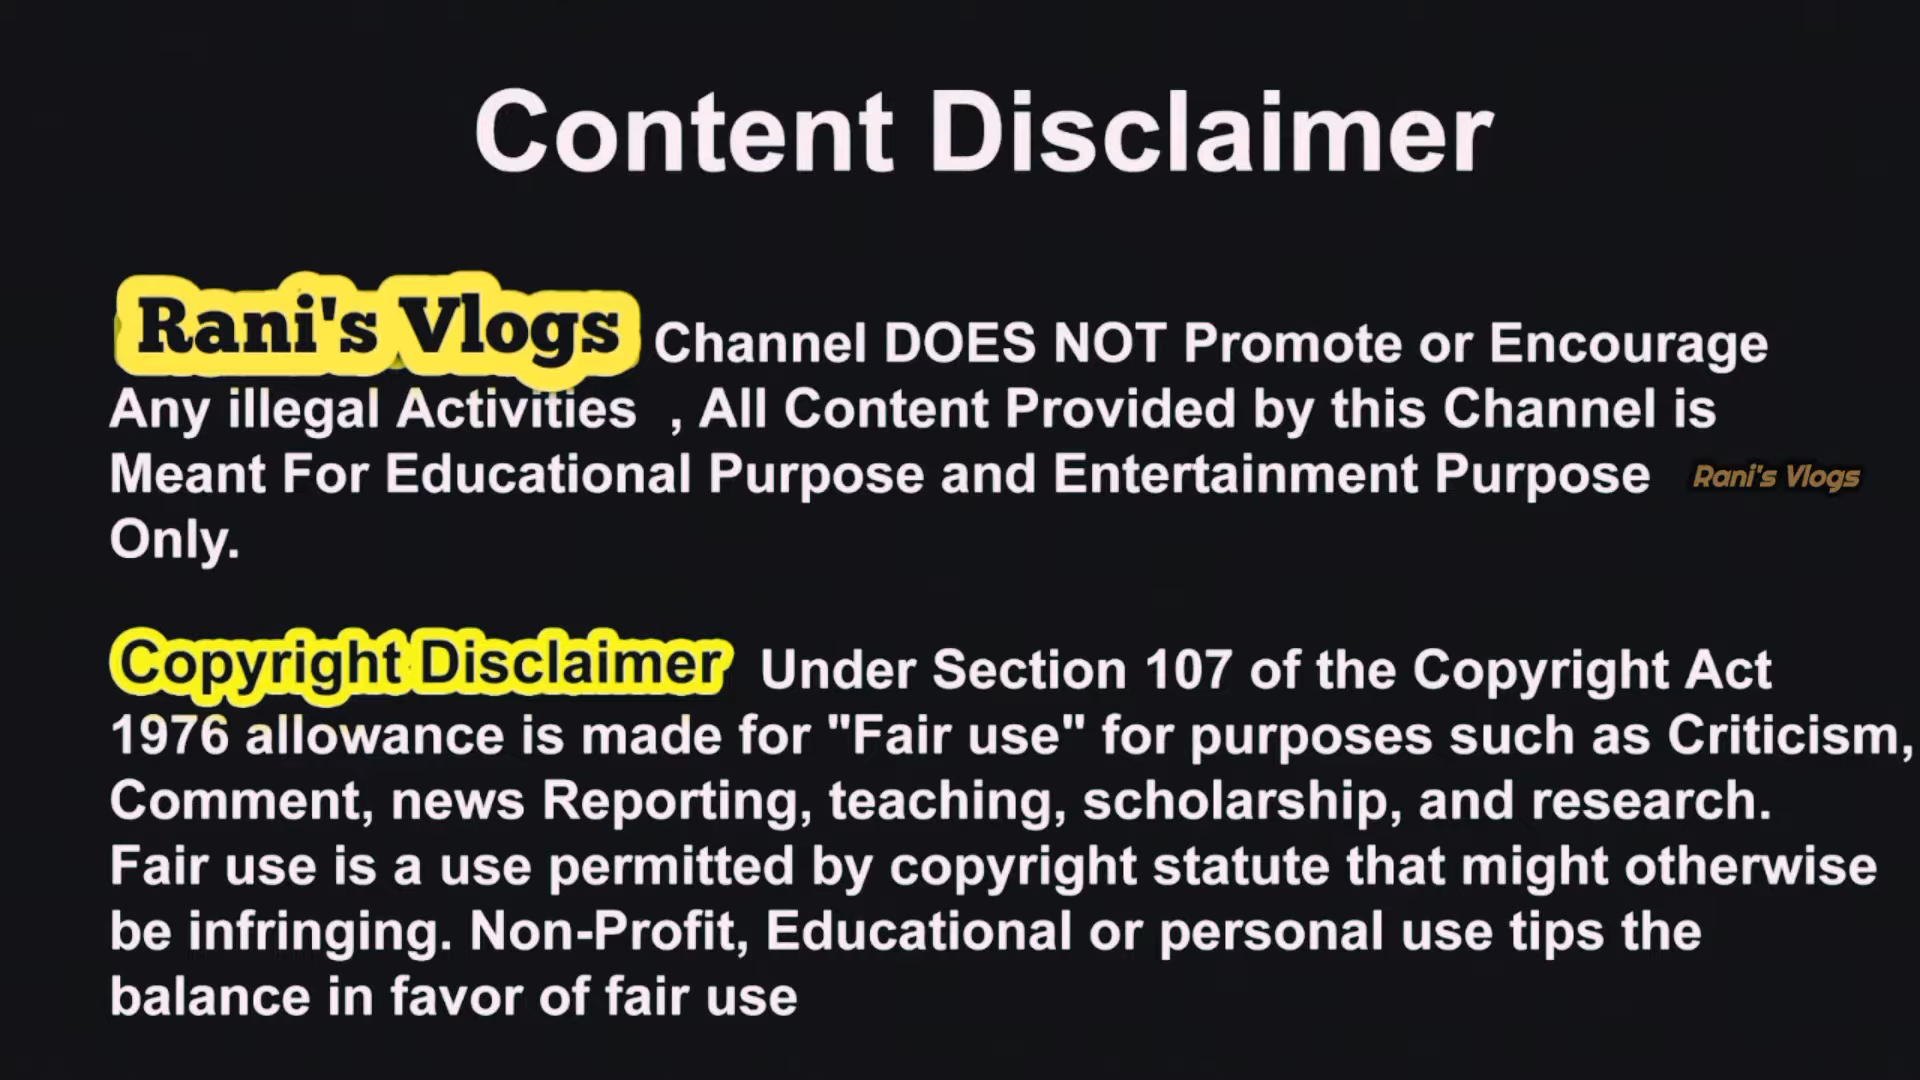 Content Disclaimer
Rani's Vlogs Channel DOES NOT Promote or Encourage
Any illegal Activities , All Content Provided by this Channel is
Meant For Educational Purpose and Entertainment Purpose
Rani's Vlogs
Only.
Copyright Disclaimer Under Section 107 of the Copyright Act
1976 allowance is made for "Fair use" for purposes such as Criticism,
Comment, news Reporting, teaching, scholarship, and research.
Fair use is a use permitted by copyright statute that might otherwise
be infringing. Non-Profit, Educational or personal use tips the
balance in favor of fair use